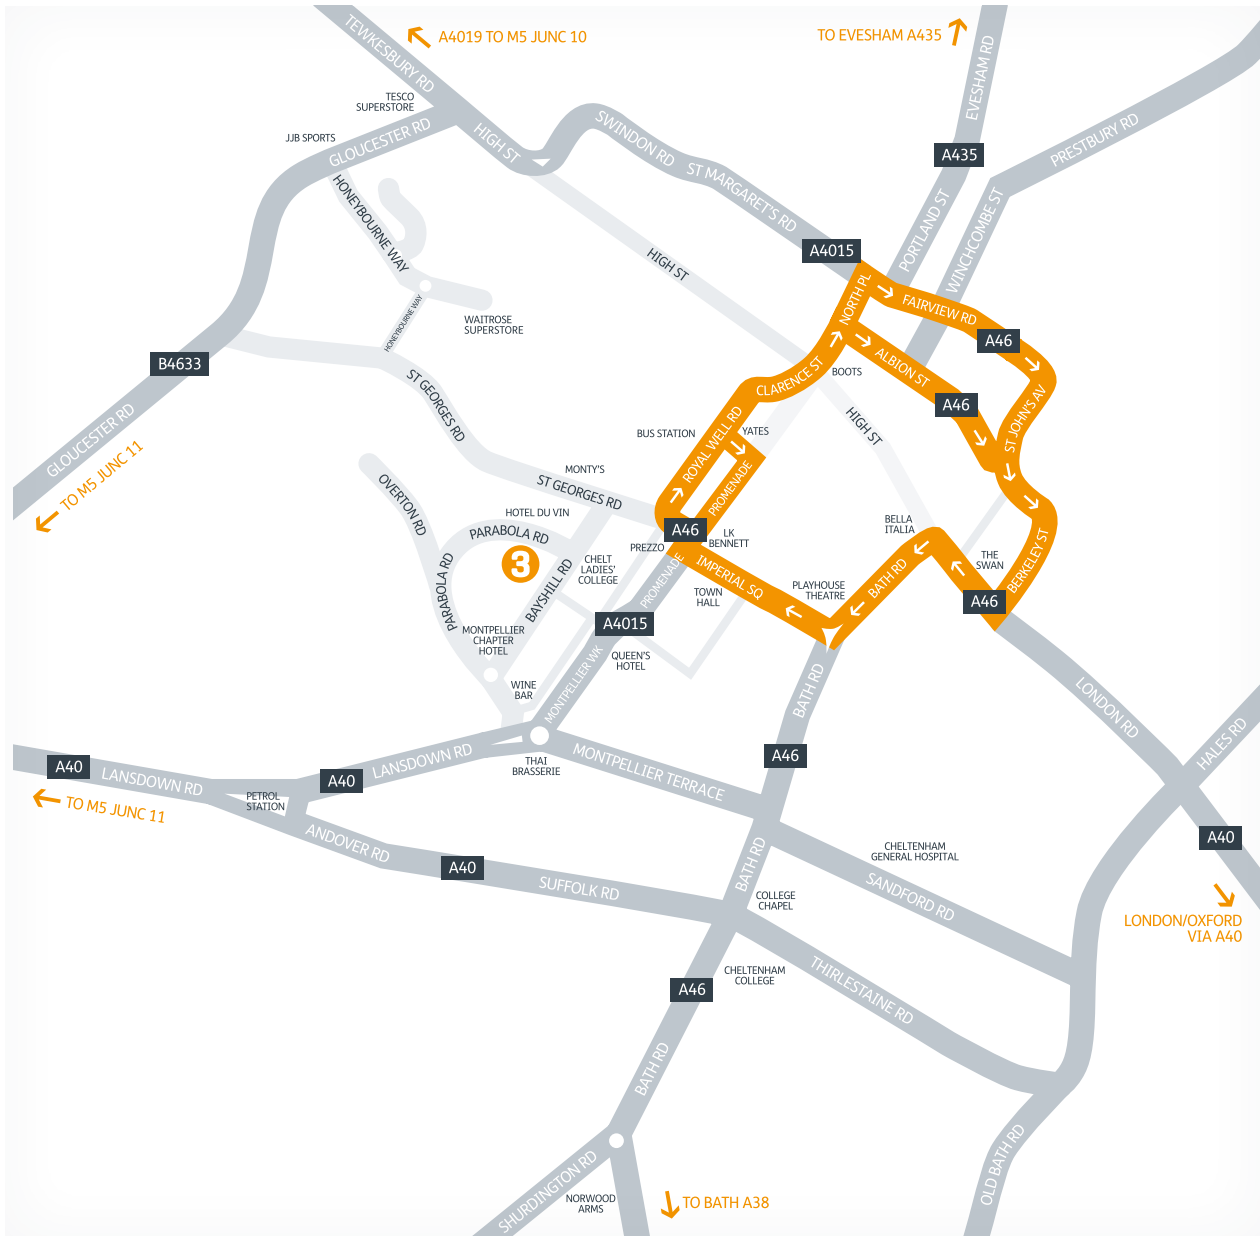 TEWKESBURY RD
A4019 TO M5 JUNC 10
TO EVESHAM A435
EVESHAM RD
TESCO
SUPERSTORE
JJB SPORTS
GLOUCESTER RD
HIGH ST
SWINDON RD
ST MARGARET'S RD
A435
PRESTBURY RD
HONEYBOURNE WAY
HIGH ST
A4015
PORTLAND ST
WINCHCOMBE ST
NORTH PL
FAIRVIEW RD
HONEYBOURNE WAY
WAITROSE
SUPERSTORE
B4633
A46
ALBION ST
CLARENCE ST
BOOTS
ST GEORGES RD
A46
ST JOHN'S AV
HIGH ST
GLOUCESTER RD
TO M5 JUNC 11
BUS STATION
YATES
ROYAL WELL RD
PROMENADE
MONTY'S
ST GEORGES RD
OVERTON RD
HOTEL DU VIN
PARABOLA RD
A46
LK
BENNETT
PREZZO
BELLA
ITALIA
THE
SWAN
BERKELEY ST
3
CHELT
LADIES'
COLLEGE
PROMENADE
IMPERIAL SQ
TOWN
HALL
PLAYHOUSE
THEATRE
BATH RD
A46
PARABOLA RD
BAYSHILL RD
MONTPELLIER
CHAPTER
HOTEL
A4015
QUEEN'S
HOTEL
WINE
BAR
MONTPELLIER WK
BATH RD
LONDON RD
HALES RD
A40
LANSDOWN RD
TO M5 JUNC 11
PETROL
STATION
A40
LANSDOWN RD
THAI
BRASSERIE
MONTPELLIER TERRACE
A46
ANDOVER RD
A40
SUFFOLK RD
BATH RD
CHELTENHAM
GENERAL HOSPITAL
SANDFORD RD
A40
LONDON/OXFORD
VIA A40
COLLEGE
CHAPEL
CHELTENHAM
COLLEGE
THIRLESTAINE RD
A46
BATH RD
SHURDINGTON RD
NORWOOD
ARMS
TO BATH A38
OLD BATH RD